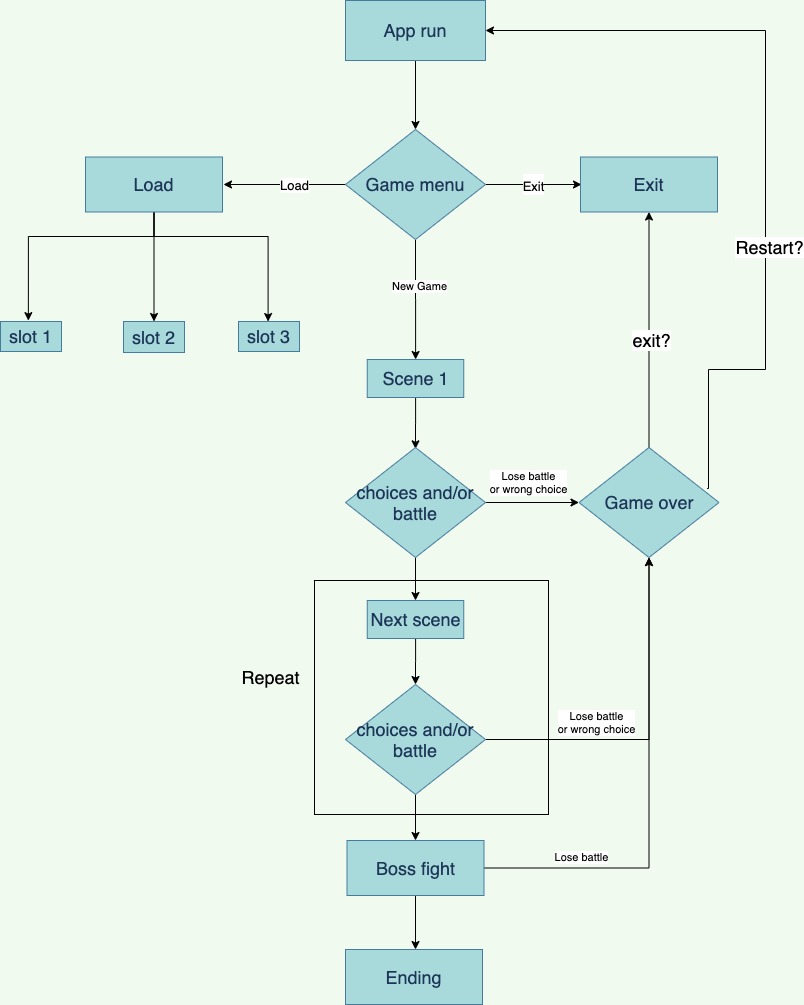 App run
Load
Load
Game menu
Exit
Exit
Restart?
New Game
slot 1
slot 2
slot 3
exit?
Scene 1
choices and/or
battle
Lose battle
or wrong choice
Game over
Next scene
Repeat
choices and/or
battle
Lose battle
or wrong choice
Boss fight
Lose battle
Ending